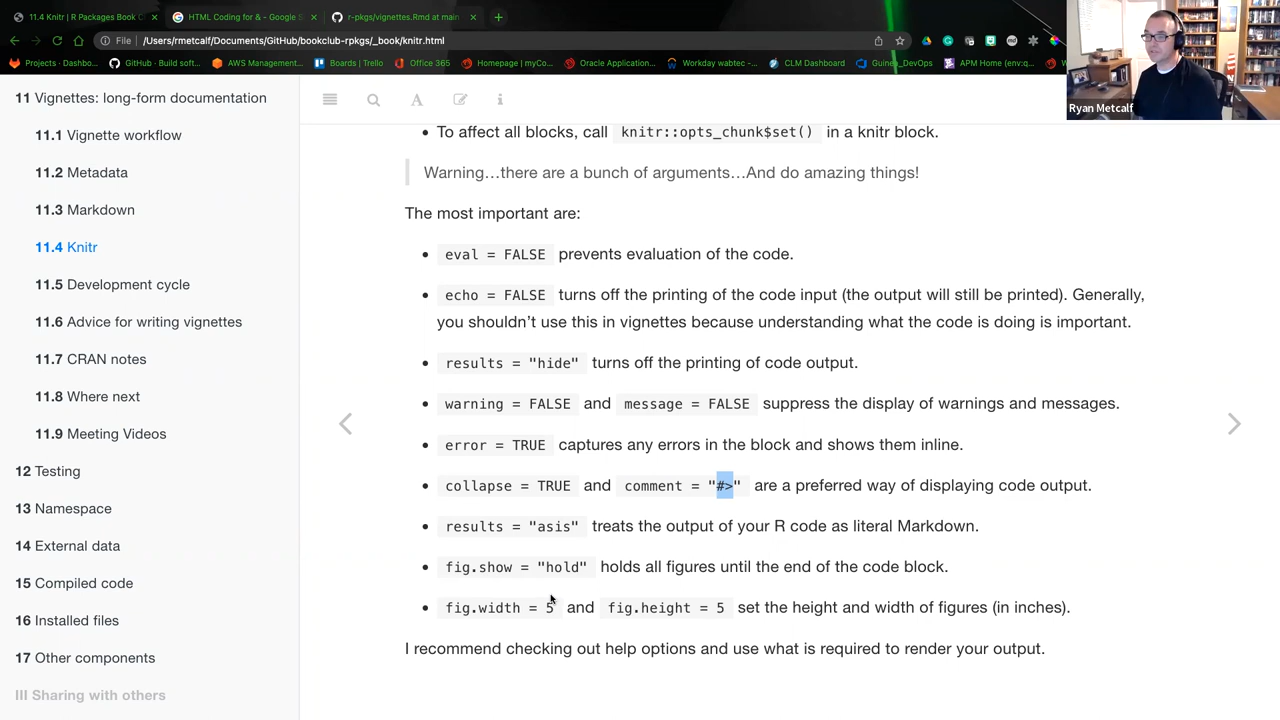 11.4 Knitr | R Packages Book C
HTML Coding for & - Google S
r-pkgs/vignettes.Rmd at main
File /Users/rmetcalf/Documents/GitHub/bookclub-rpkgs/_book/knitr.html
Projects - Dashbo...
GitHub · Build soft...
AWS Management...
Boards | Trello
Office 365
Homepage | myCo...
Oracle Application...
Workday wabtec -...
CLM Dashboard
Guinea_DevOps
APM Home (env:q...
Ryan Metcalf
11 Vignettes: long-form documentation
11.1 Vignette workflow
11.2 Metadata
11.3 Markdown
11.4 Knitr
11.5 Development cycle
11.6 Advice for writing vignettes
11.7 CRAN notes
11.8 Where next
11.9 Meeting Videos
12 Testing
13 Namespace
14 External data
15 Compiled code
16 Installed files
17 Other components
III Sharing with others
• To affect all blocks, call knitr::opts_chunk$set() in a knitr block.
Warning…there are a bunch of arguments…And do amazing things!
The most important are:
• eval = FALSE prevents evaluation of the code.
• echo = FALSE turns off the printing of the code input (the output will still be printed). Generally,
you shouldn't use this in vignettes because understanding what the code is doing is important.
• results = "hide" turns off the printing of code output.
• warning = FALSE and message = FALSE suppress the display of warnings and messages.
• error = TRUE captures any errors in the block and shows them inline.
• collapse = TRUE and comment = "#>" are a preferred way of displaying code output.
• results = "asis" treats the output of your R code as literal Markdown.
• fig.show = "hold" holds all figures until the end of the code block.
• fig.width = 5 and fig.height = 5 set the height and width of figures (in inches).
I recommend checking out help options and use what is required to render your output.